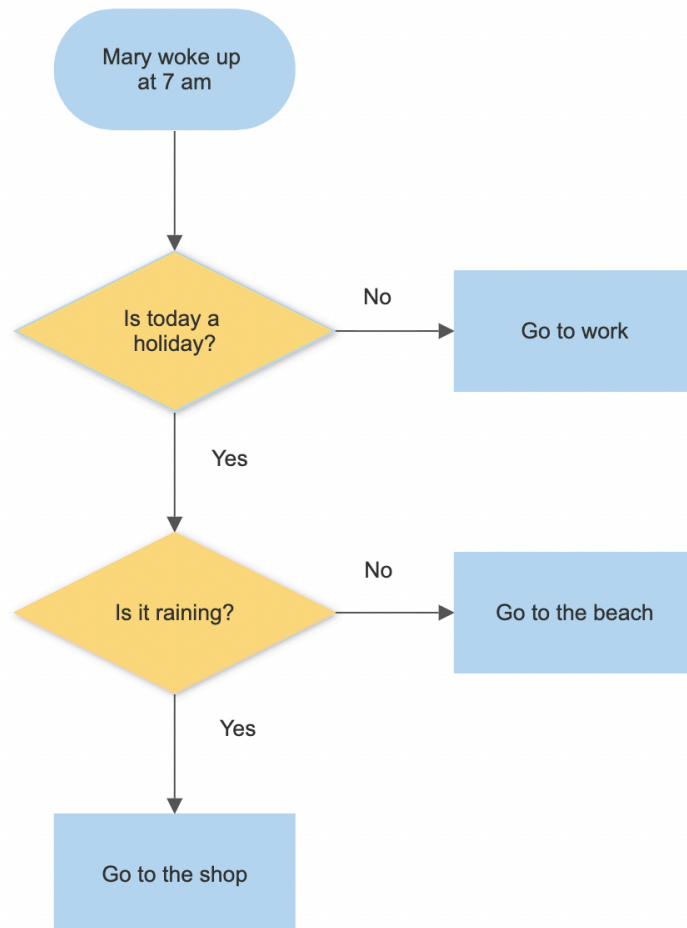 Mary woke up
at 7 am
Is today a
holiday?
No
Go to work
Yes
Is it raining?
No
Go to the beach
Yes
Go to the shop